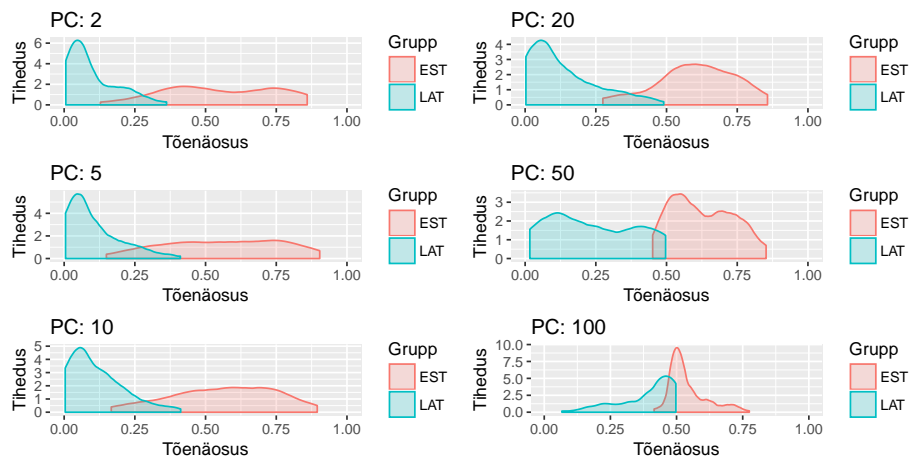 PC: 2
Tihedus
6
4
2
0
0.00 0.25 0.50 0.75 1.00
Tõenäosus
Grupp
EST
LAT
PC: 20
Tihedus
4
3
2
1
0
0.00 0.25 0.50 0.75 1.00
Tõenäosus
Grupp
EST
LAT
PC: 5
Tihedus
4
2
0
0.00 0.25 0.50 0.75 1.00
Tõenäosus
Grupp
EST
LAT
PC: 50
Tihedus
3
2
1
0
0.00 0.25 0.50 0.75 1.00
Tõenäosus
Grupp
EST
LAT
PC: 10
Tihedus
5
4
3
2
1
0
0.00 0.25 0.50 0.75 1.00
Tõenäosus
Grupp
EST
LAT
PC: 100
Tihedus
10.0
7.5
5.0
2.5
0.0
0.00 0.25 0.50 0.75 1.00
Tõenäosus
Grupp
EST
LAT